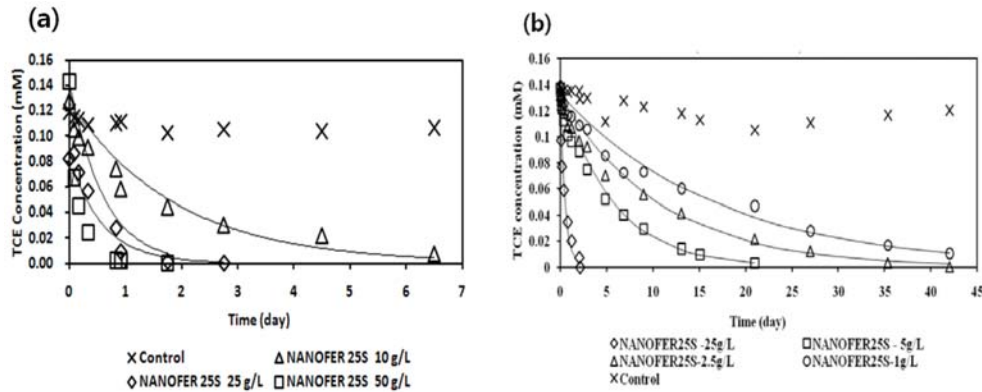 (a)
0.16
0.14
0.12
0.10
0.08
0.06
0.04
0.02
0.00
TCE Concentration (mM)
0 1 2 3 4 5 6 7
Time (day)
×Control △NANOFER 25S 10 g/L
◇NANOFER 25S 25 g/L □NANOFER 25S 50 g/L
(b)
0.16
0.14
0.12
0.1
0.08
0.06
0.04
0.02
0
TCE concentration (mM)
0 5 10 15 20 25 30 35 40 45
Time (day)
◇NANOFER25S -25g/L □NANOFER25S - 5g/L
△NANOFER25S-2.5g/L ○NANOFER25S-1g/L
×Control